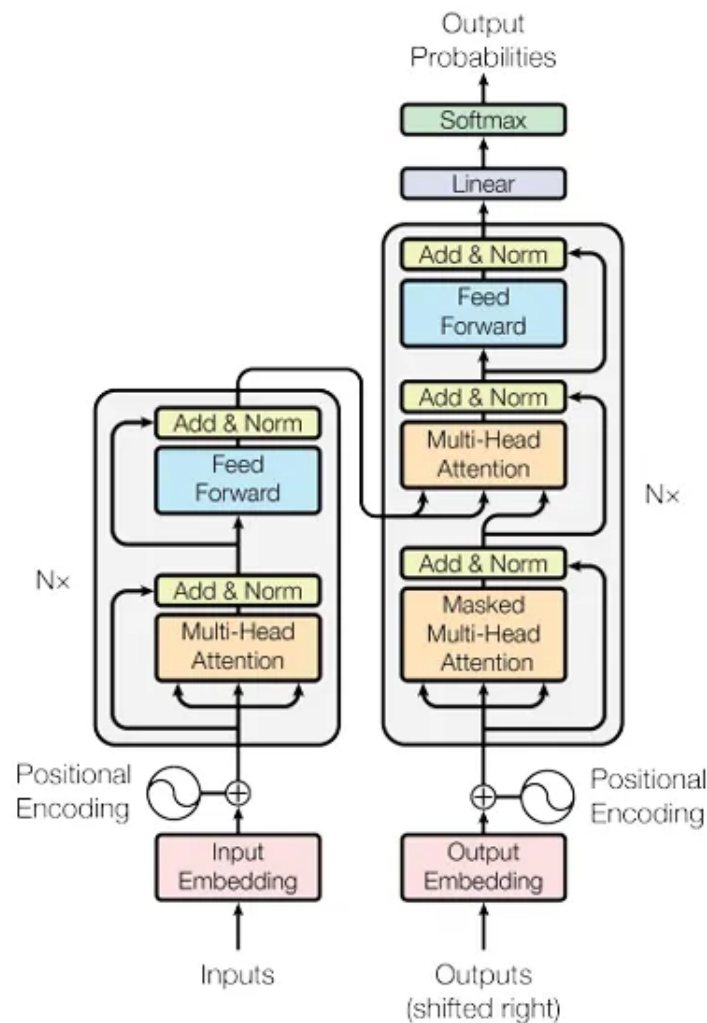 Output
Probabilities
Softmax
Linear
Add & Norm
Feed
Forward
Add & Norm
Multi-Head
Attention
Nx
Add & Norm
Masked
Multi-Head
Attention
Add & Norm
Feed
Forward
Nx
Add & Norm
Multi-Head
Attention
Positional
Encoding
Positional
Encoding
Input
Embedding
Output
Embedding
Inputs
Outputs
(shifted right)